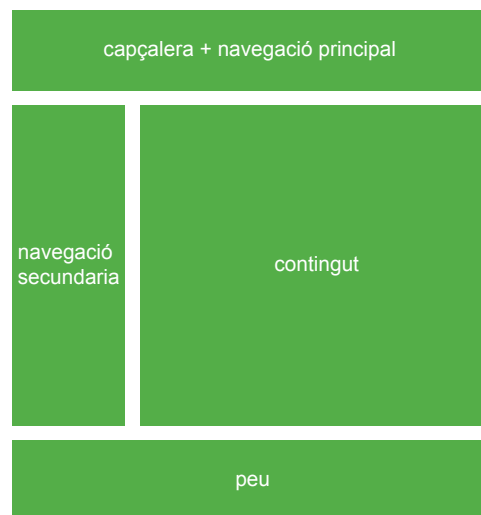 capçalera + navegació principal
navegació
secundaria
contingut
peu